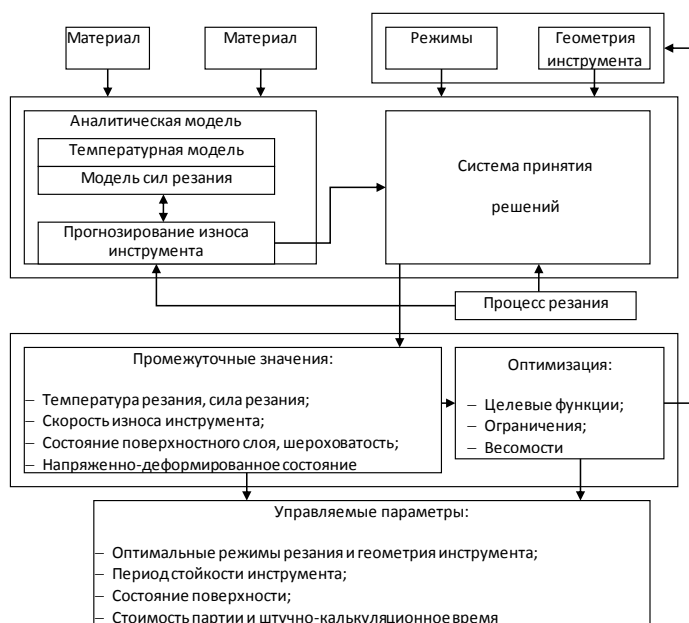 Материал
Материал
Режимы
Геометрия
инструмента
Аналитическая модель
Температурная модель
Модель сил резания
Прогнозирование износа
инструмента
Система принятия
решений
Процесс резания
Промежуточные значения:
– Температура резания, сила резания;
– Скорость износа инструмента;
– Состояние поверхностного слоя, шероховатость;
– Напряженно-деформированное состояние
Оптимизация:
– Целевые функции;
– Ограничения;
– Весомости
Управляемые параметры:
– Оптимальные режимы резания и геометрия инструмента;
– Период стойкости инструмента;
– Состояние поверхности;
– Стоимость партии и штучно-калькуляционное время